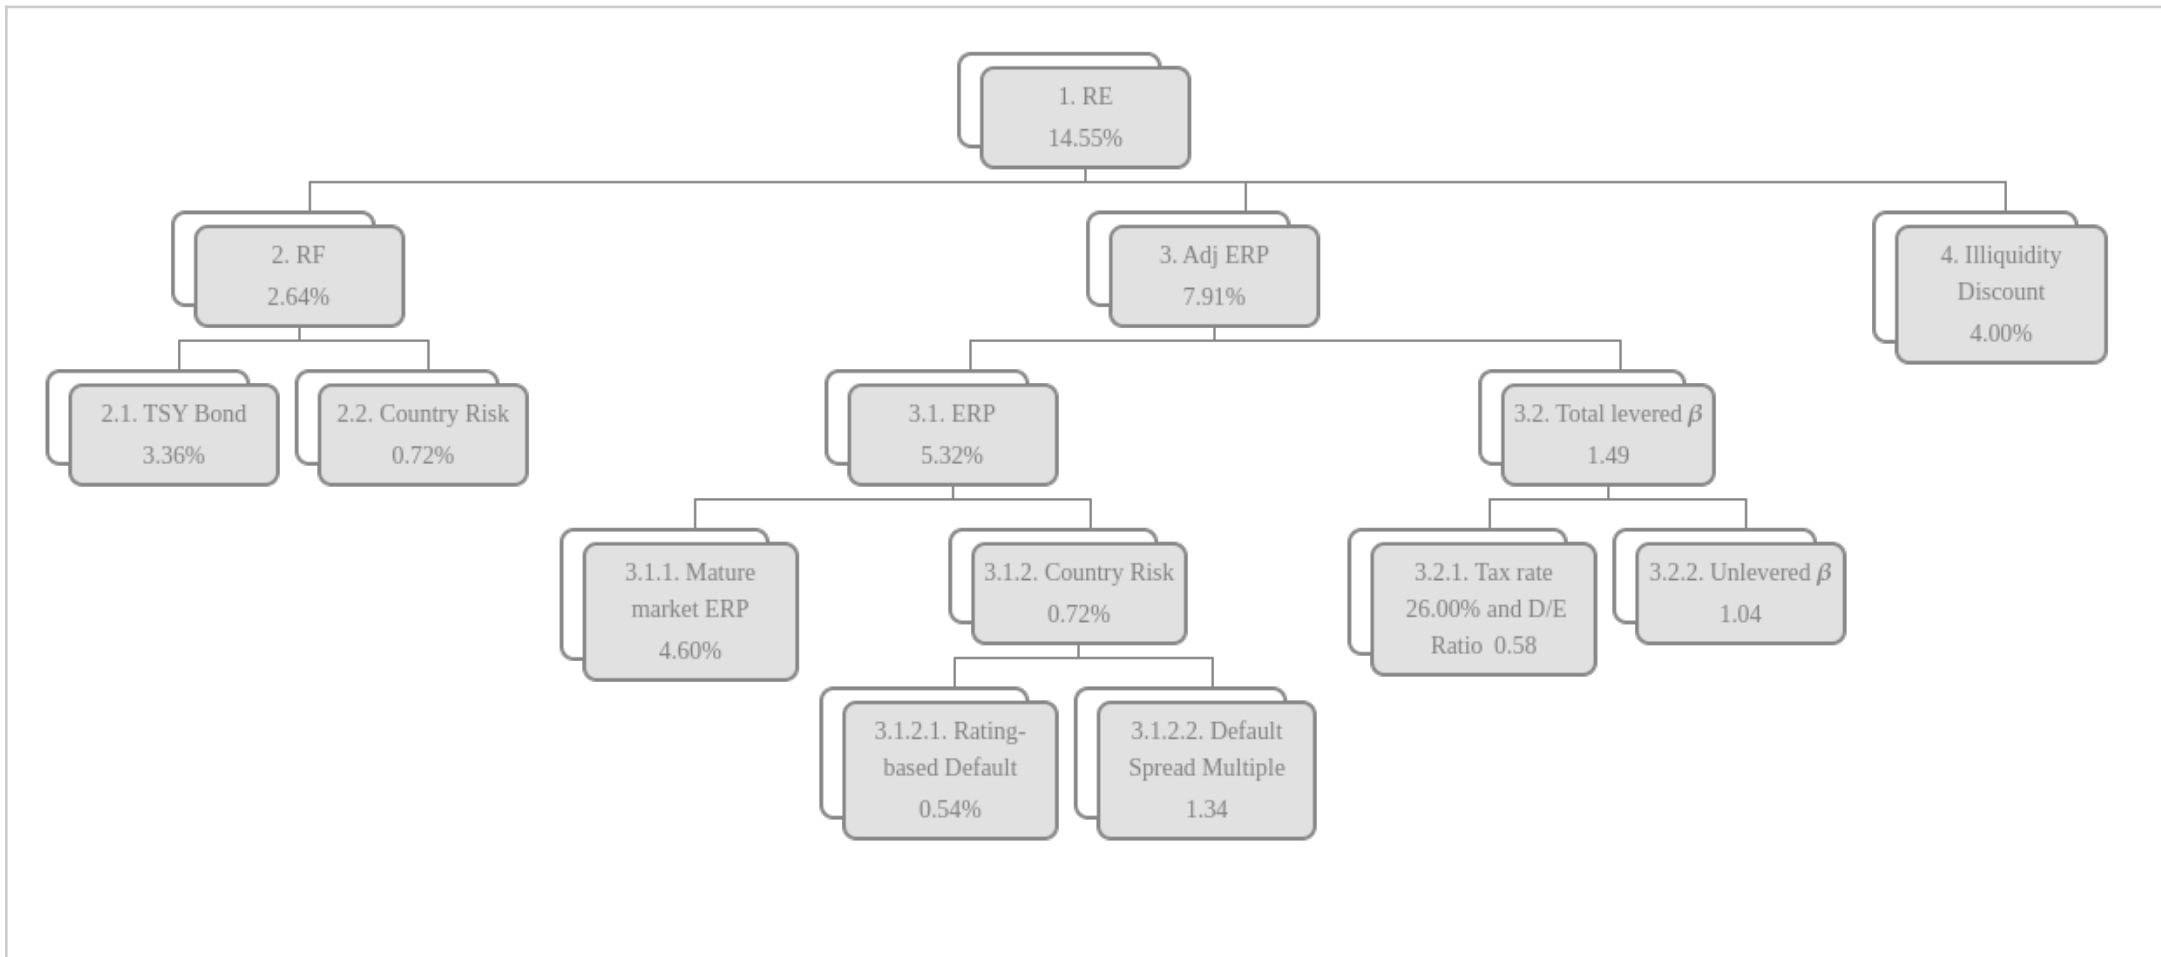 1. RE
14.55%
2. RF
2.64%
3. Adj ERP
7.91%
4. Illiquidity
Discount
4.00%
2.1. TSY Bond
3.36%
2.2. Country Risk
0.72%
3.1. ERP
5.32%
3.2. Total levered β
1.49
3.1.1. Mature
market ERP
4.60%
3.1.2. Country Risk
0.72%
3.2.1. Tax rate
26.00% and D/E
Ratio 0.58
3.2.2. Unlevered β
1.04
3.1.2.1. Rating-
based Default
0.54%
3.1.2.2. Default
Spread Multiple
1.34